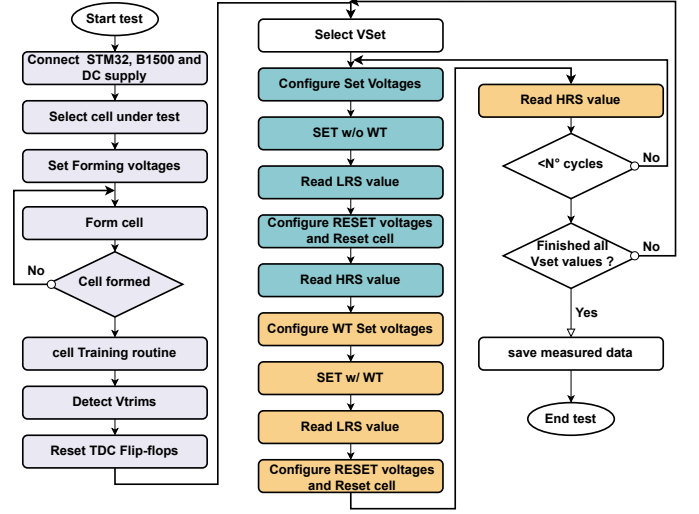 Start test
Connect STM32, B1500 and
DC supply
Select cell under test
Set Forming voltages
Form cell
No
Cell formed
cell Training routine
Detect Vtrims
Reset TDC Flip-flops
Select VSet
Configure Set Voltages
SET w/o WT
Read LRS value
Configure RESET voltages
and Reset cell
Read HRS value
Configure WT Set voltages
SET w/ WT
Read LRS value
Configure RESET voltages
and Reset cell
Read HRS value
<N° cycles
No
Finished all
Vset values ?
No
Yes
save measured data
End test